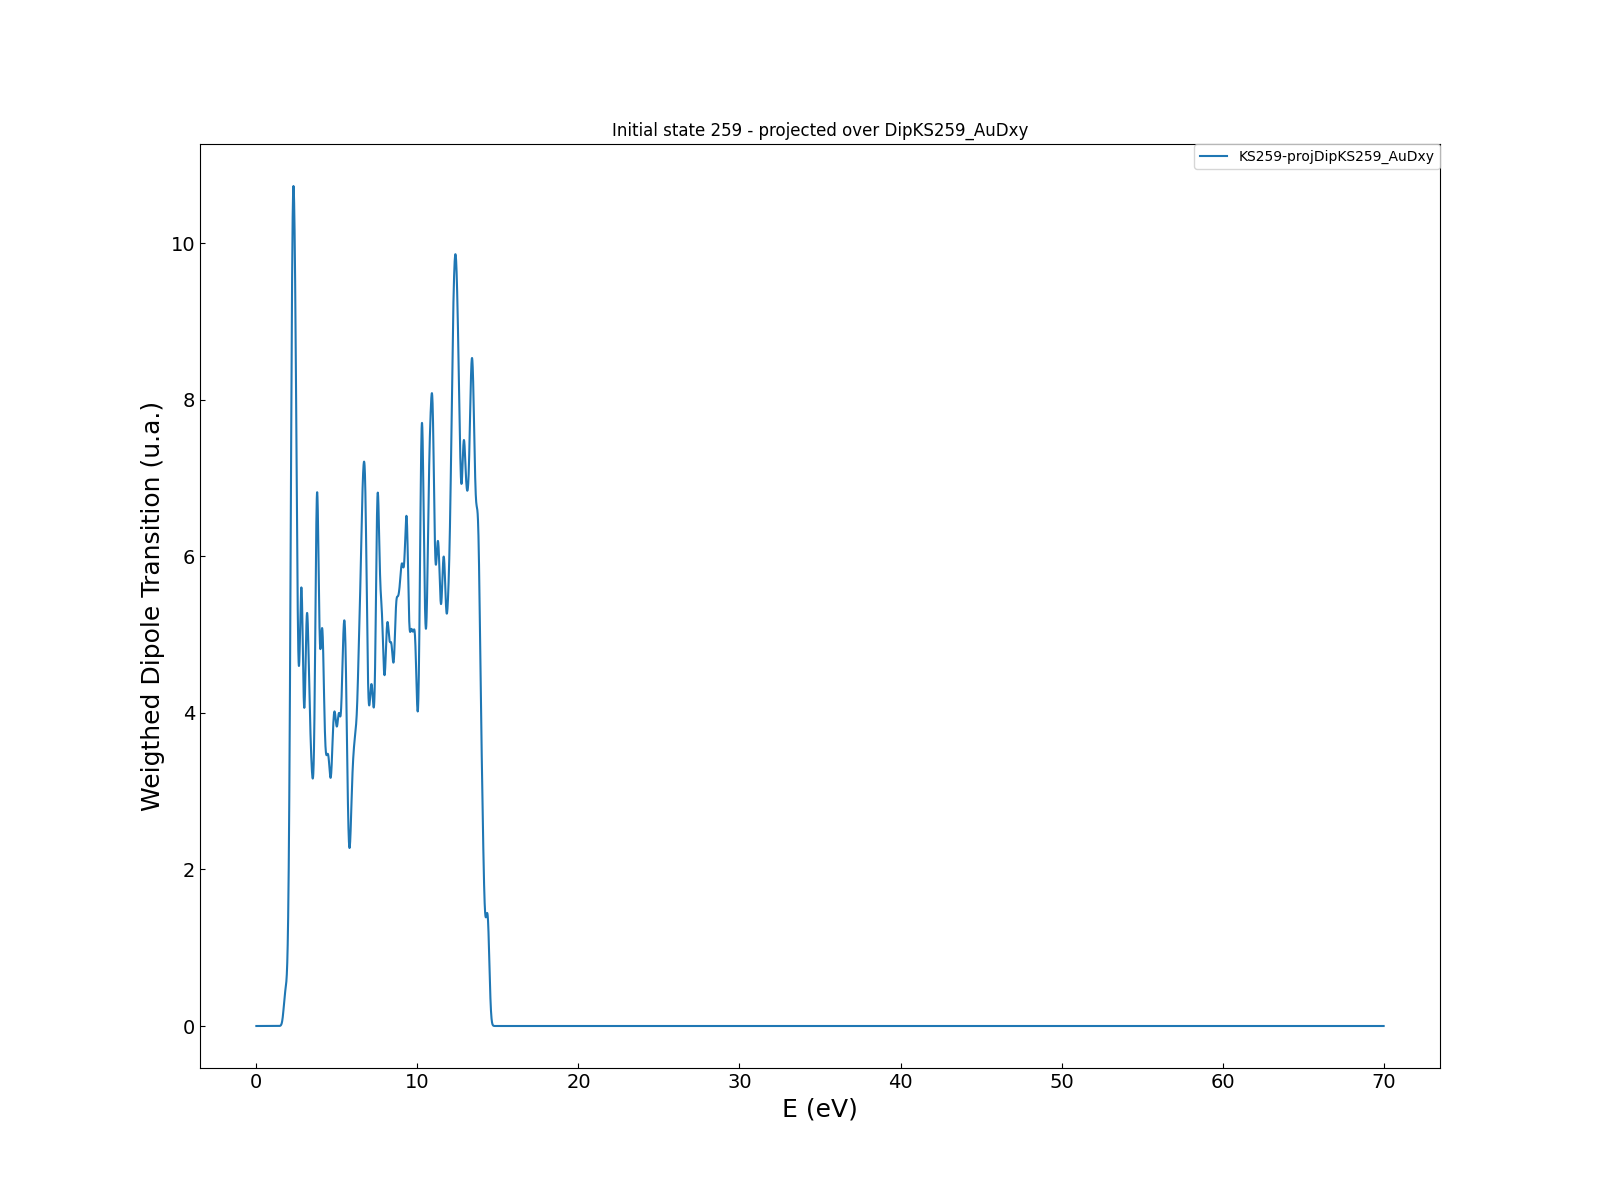 Initial state 259 - projected over DipKS259_AuDxy
KS259-projDipKS259_AuDxy
Weigthed Dipole Transition (u.a.)
10
8
6
4
2
0
0 10 20 30 40 50 60 70
E (eV)